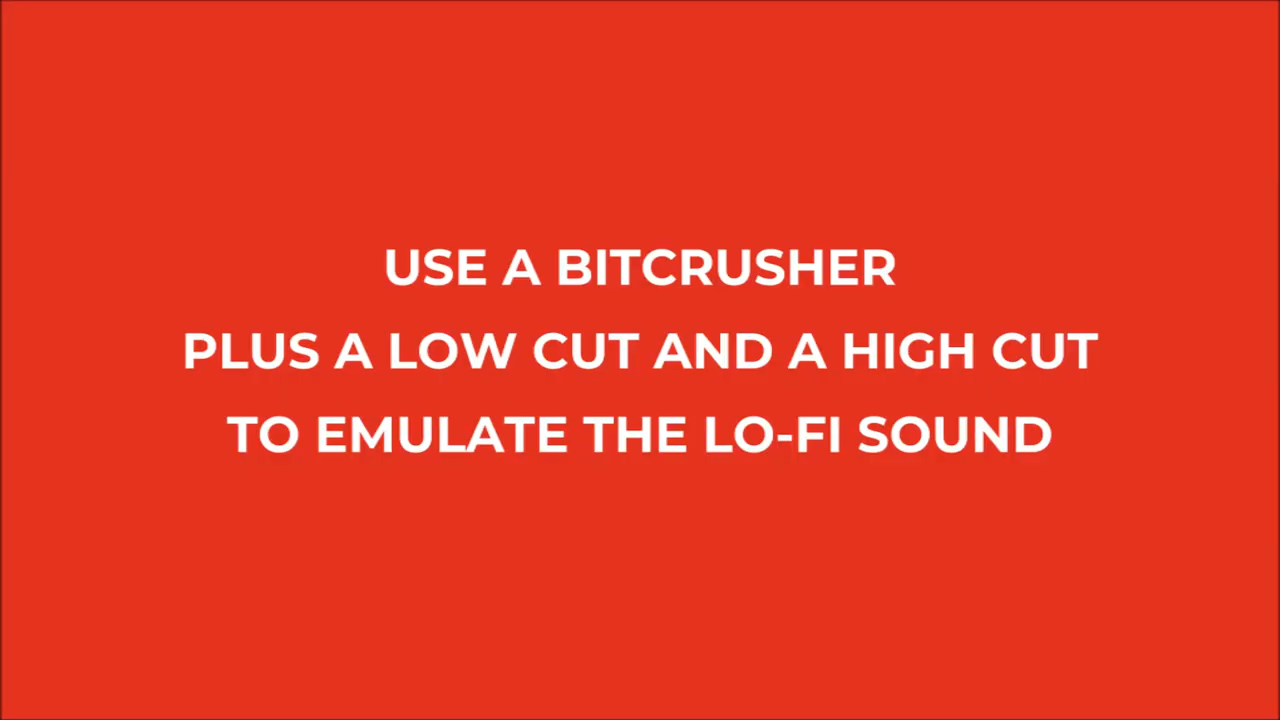 USE A BITCRUSHER
PLUS A LOW CUT AND A HIGH CUT
TO EMULATE THE LO-FI SOUND